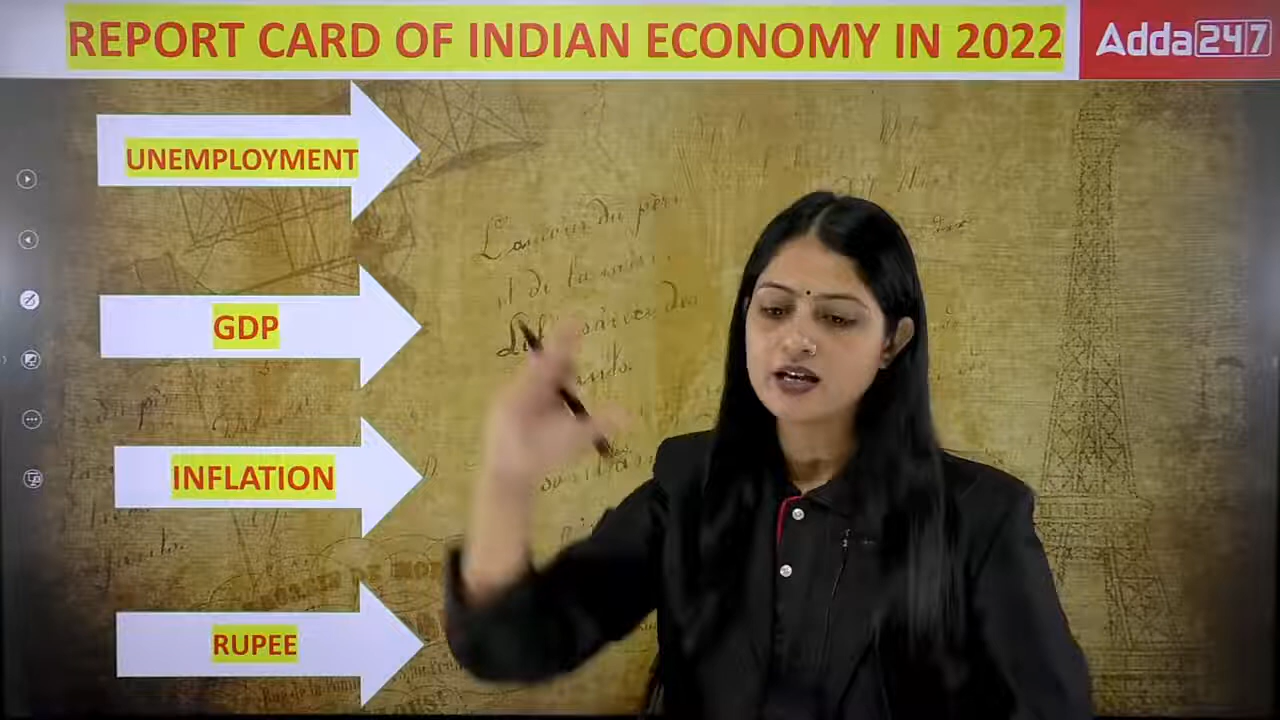 REPORT CARD OF INDIAN ECONOMY IN 2022
Adda247
UNEMPLOYMENT
GDP
INFLATION
RUPEE